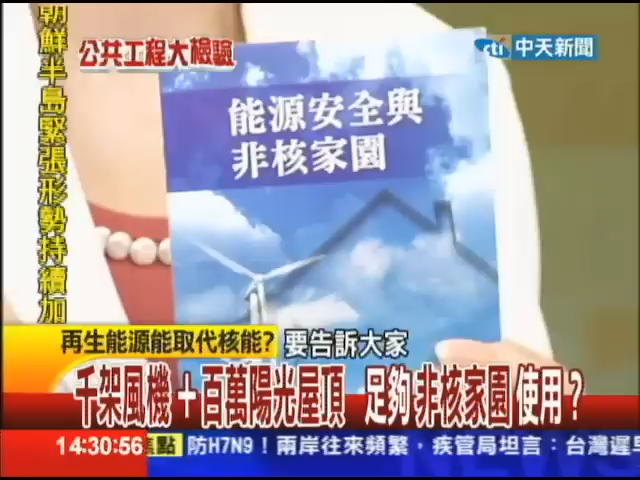 朝鮮半島緊張形勢持續加
公共工程大檢驗
cti 中天新聞
能源安全與
非核家園
再生能源能取代核能?
要告訴大家
千架風機+百萬陽光屋頂 足夠非核家園使用?
14:30:56
焦點 防H7N9！兩岸往來頻繁，疾管局坦言：台灣遲早